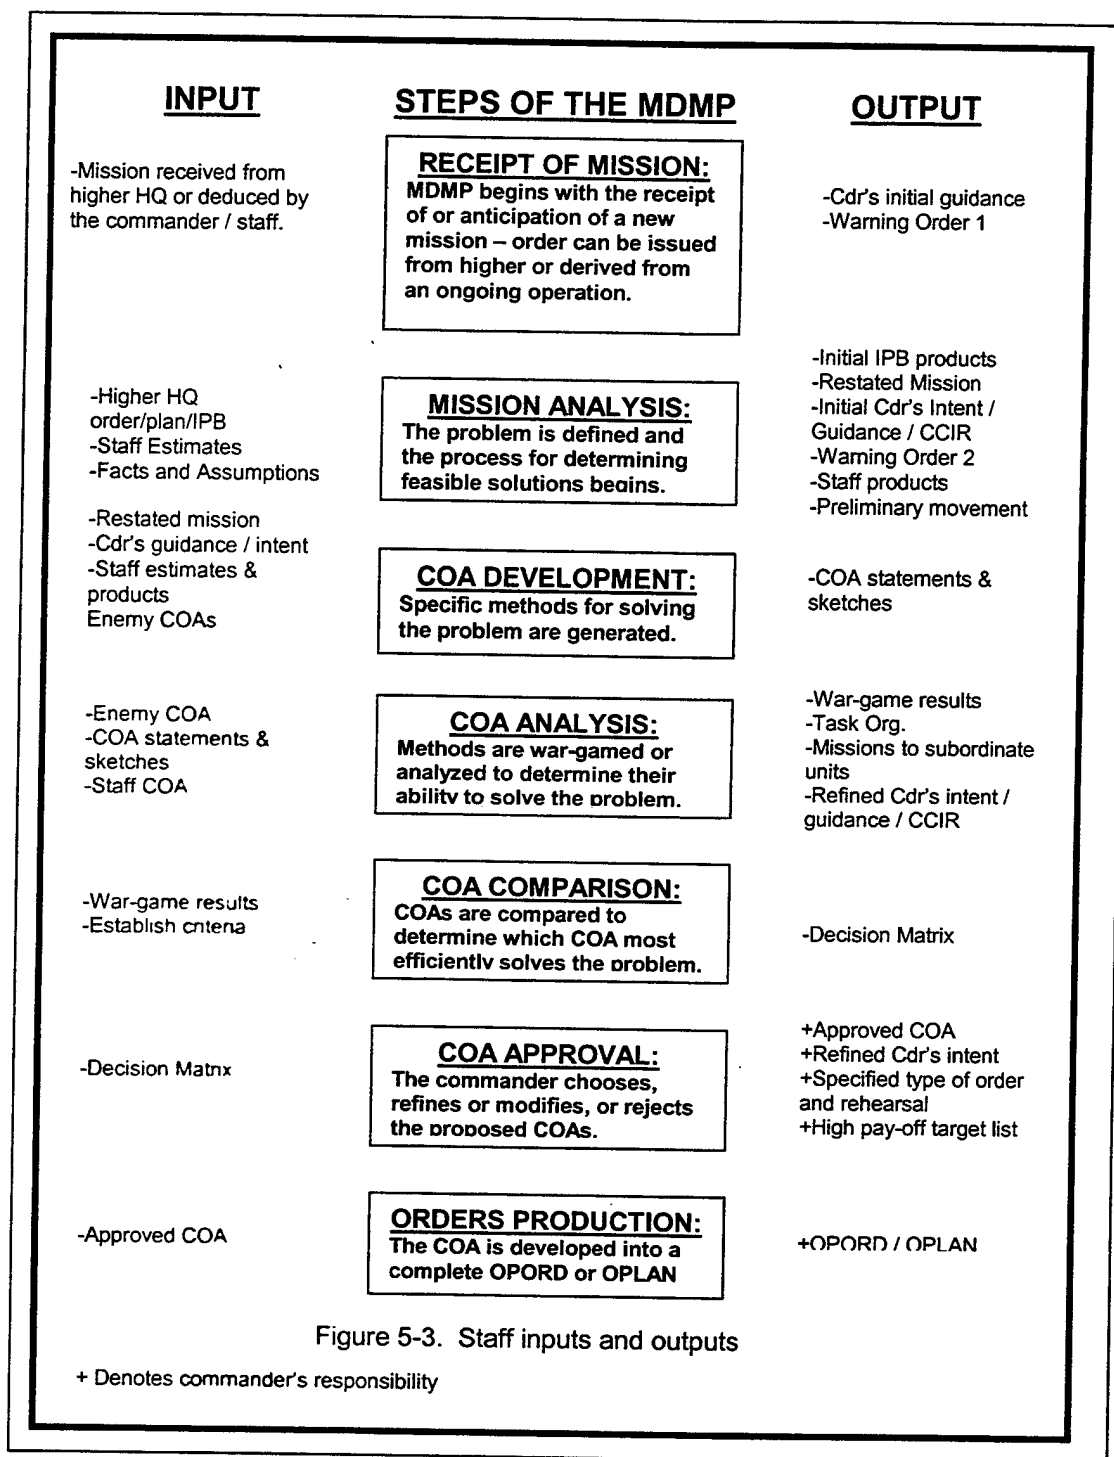 INPUT
STEPS OF THE MDMP
OUTPUT
-Mission received from
higher HQ or deduced by
the commander / staff.
RECEIPT OF MISSION:
MDMP begins with the receipt
of or anticipation of a new
mission – order can be issued
from higher or derived from
an ongoing operation.
-Cdr's initial guidance
-Warning Order 1
-Higher HQ
order/plan/IPB
-Staff Estimates
-Facts and Assumptions
MISSION ANALYSIS:
The problem is defined and
the process for determining
feasible solutions begins.
-Initial IPB products
-Restated Mission
-Initial Cdr's Intent /
Guidance / CCIR
-Warning Order 2
-Staff products
-Preliminary movement
-Restated mission
-Cdr's guidance / intent
-Staff estimates &
products
Enemy COAs
COA DEVELOPMENT:
Specific methods for solving
the problem are generated.
-COA statements &
sketches
-Enemy COA
-COA statements &
sketches
-Staff COA
COA ANALYSIS:
Methods are war-gamed or
analyzed to determine their
ability to solve the problem.
-War-game results
-Task Org.
-Missions to subordinate
units
-Refined Cdr's intent /
guidance / CCIR
-War-game results
-Establish criteria
COA COMPARISON:
COAs are compared to
determine which COA most
efficiently solves the problem.
-Decision Matrix
-Decision Matrix
COA APPROVAL:
The commander chooses,
refines or modifies, or rejects
the proposed COAs.
+Approved COA
+Refined Cdr's intent
+Specified type of order
and rehearsal
+High pay-off target list
-Approved COA
ORDERS PRODUCTION:
The COA is developed into a
complete OPORD or OPLAN
+OPORD / OPLAN
Figure 5-3. Staff inputs and outputs
+ Denotes commander's responsibility